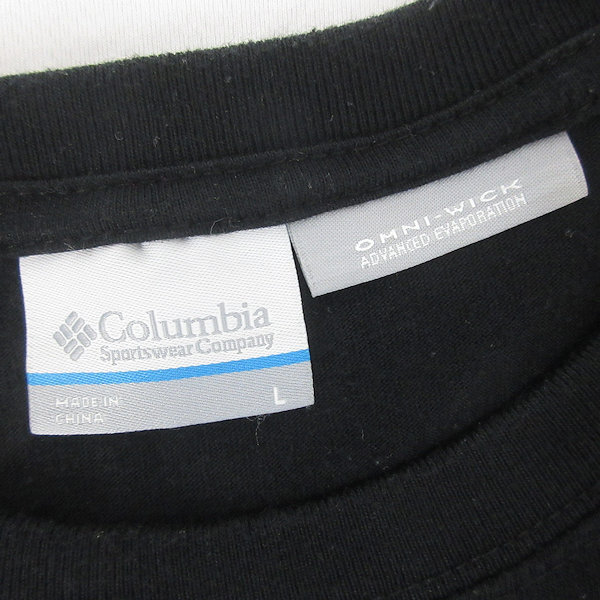 Columbia
Sportswear Company
MADE IN
CHINA
L
OMNI-WICK
ADVANCED EVAPORATION